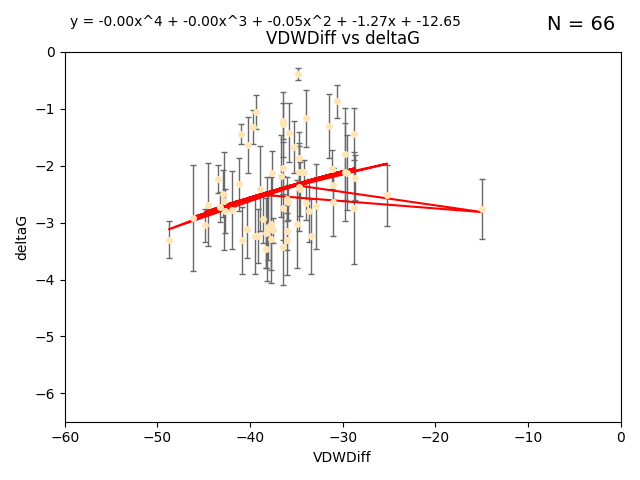 y = -0.00x^4 + -0.00x^3 + -0.05x^2 + -1.27x + -12.65
N = 66
VDWDiff vs deltaG
0
−1
−2
−3
−4
−5
−6
deltaG
−60 −50 −40 −30 −20 −10 0
VDWDiff